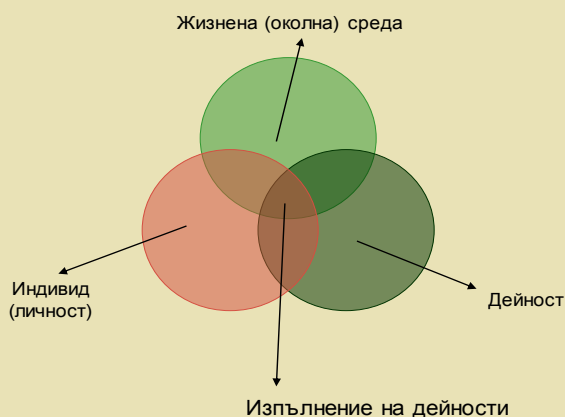 Жизнена (околна) среда
Индивид
(личност)
Дейност
Изпълнение на дейности